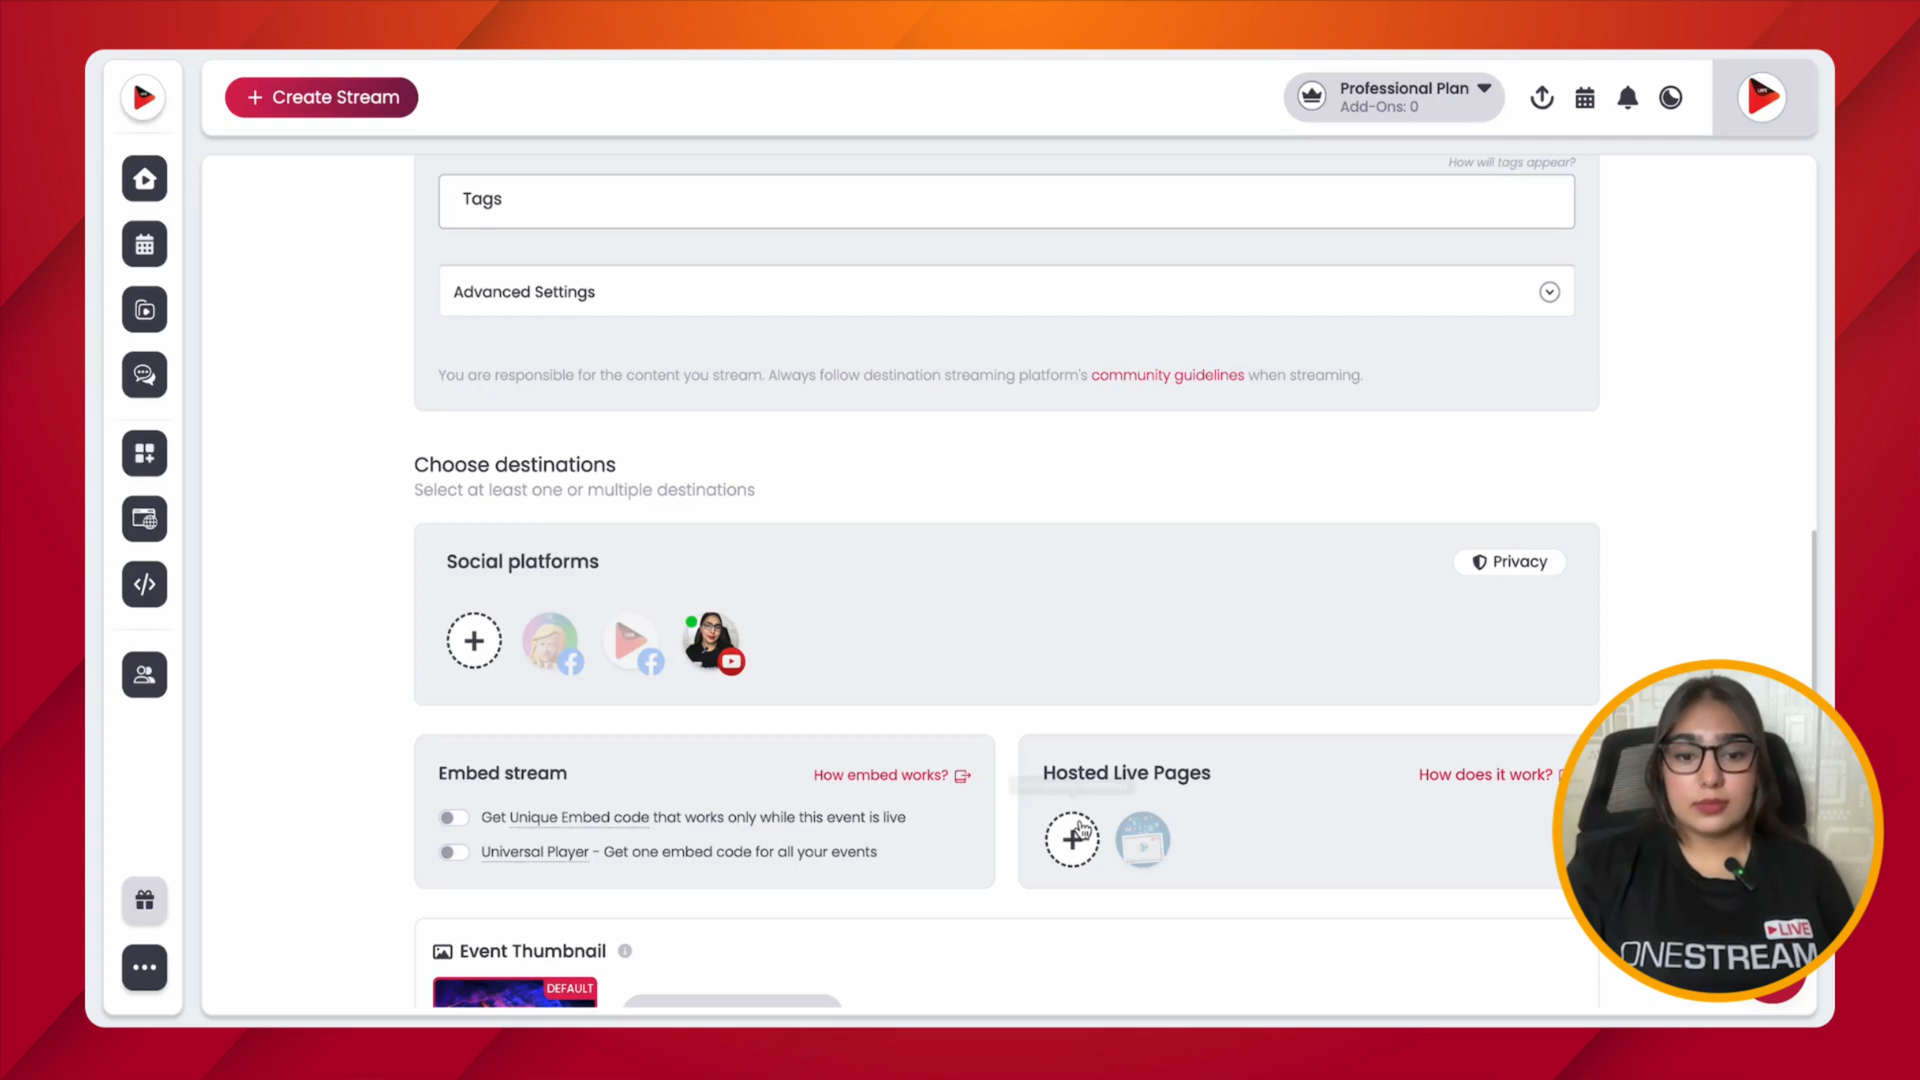 + Create Stream
Professional Plan
Add-Ons: 0
LIVE
How will tags appear?
Tags
Advanced Settings
You are responsible for the content you stream. Always follow destination streaming platform's community guidelines when streaming.
Choose destinations
Select at least one or multiple destinations
Social platforms
Privacy
Embed stream
How embed works?
Get Unique Embed code that works only while this event is live
Universal Player - Get one embed code for all your events
Hosted Live Pages
How does it work?
Event Thumbnail
DEFAULT
LIVE
ONESTREAM